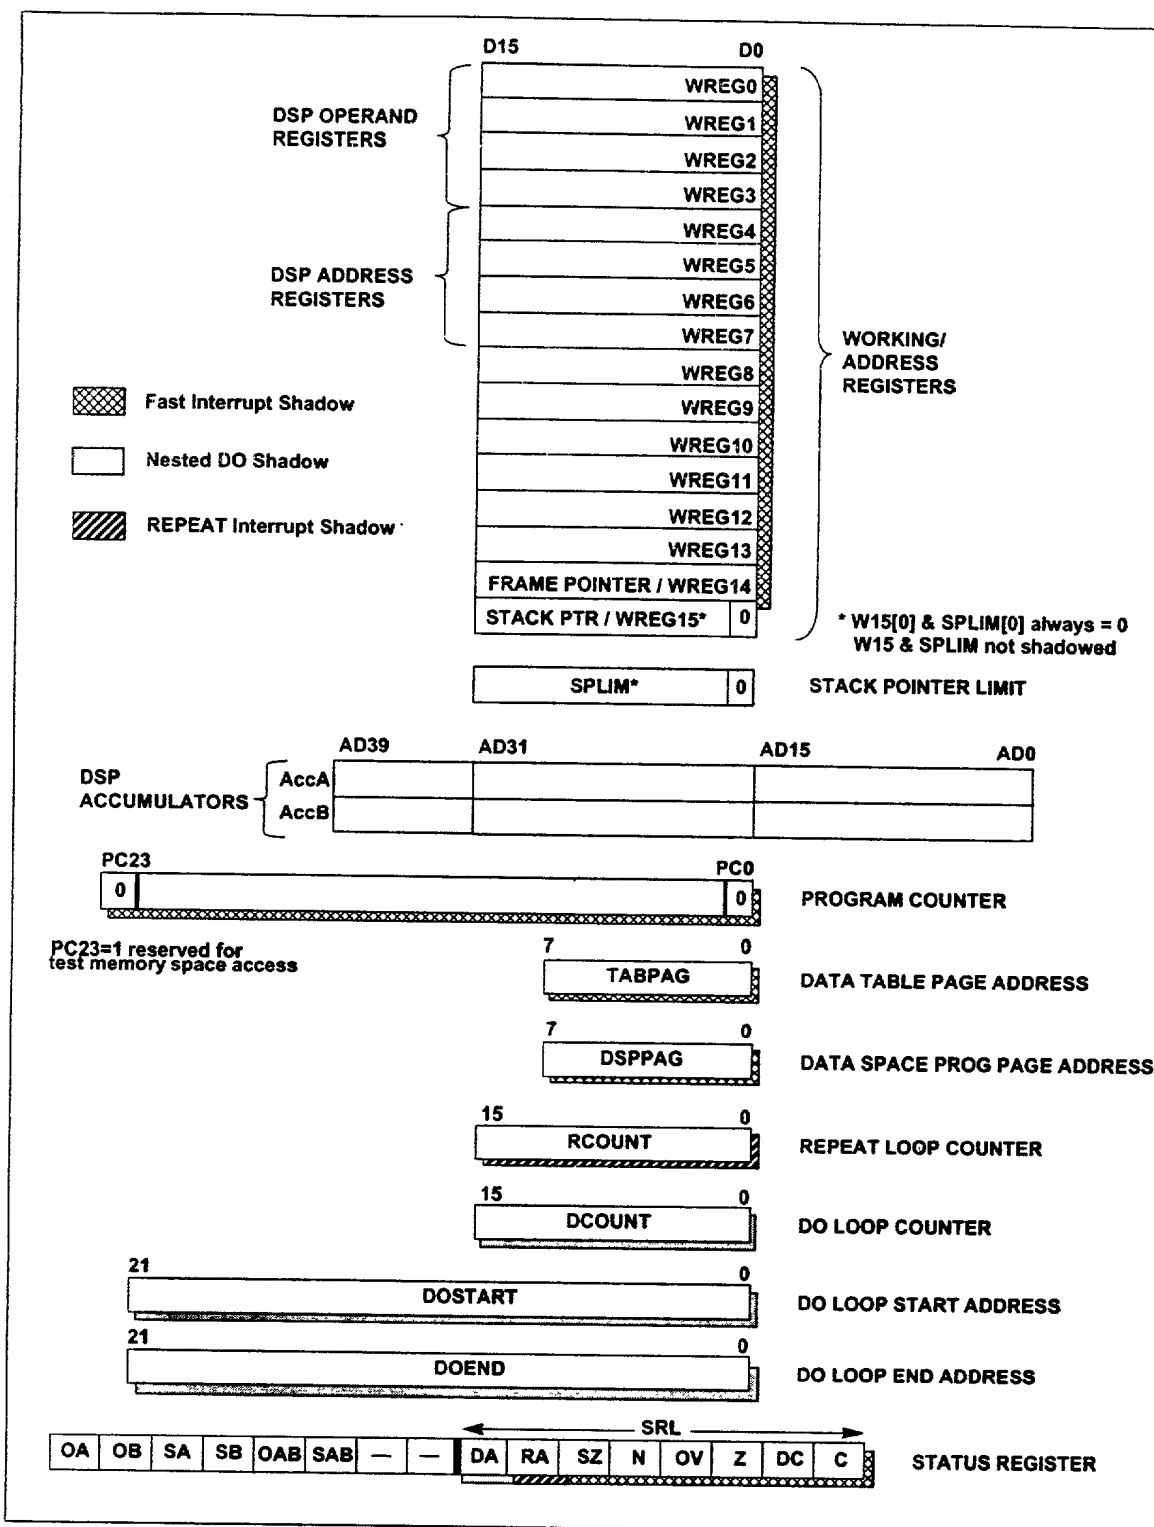 D15 D0
WREG0
DSP OPERAND
REGISTERS
WREG1
WREG2
WREG3
WREG4
DSP ADDRESS
REGISTERS
WREG5
WREG6
WREG7
WORKING/
ADDRESS
REGISTERS
WREG8
Fast Interrupt Shadow
WREG9
WREG10
Nested DO Shadow
WREG11
WREG12
REPEAT Interrupt Shadow
WREG13
FRAME POINTER / WREG14
STACK PTR / WREG15* 0
* W15[0] & SPLIM[0] always = 0
W15 & SPLIM not shadowed
SPLIM* 0 STACK POINTER LIMIT
AD39 AD31 AD15 AD0
DSP
ACCUMULATORS
AccA
AccB
PC23 PC0
0 0 PROGRAM COUNTER
PC23=1 reserved for
test memory space access
7 0
TABPAG DATA TABLE PAGE ADDRESS
7 0
DSPPAG DATA SPACE PROG PAGE ADDRESS
15 0
RCOUNT REPEAT LOOP COUNTER
15 0
DCOUNT DO LOOP COUNTER
21 0
DOSTART DO LOOP START ADDRESS
21 0
DOEND DO LOOP END ADDRESS
SRL
OA OB SA SB OAB SAB — — DA RA SZ N OV Z DC C STATUS REGISTER